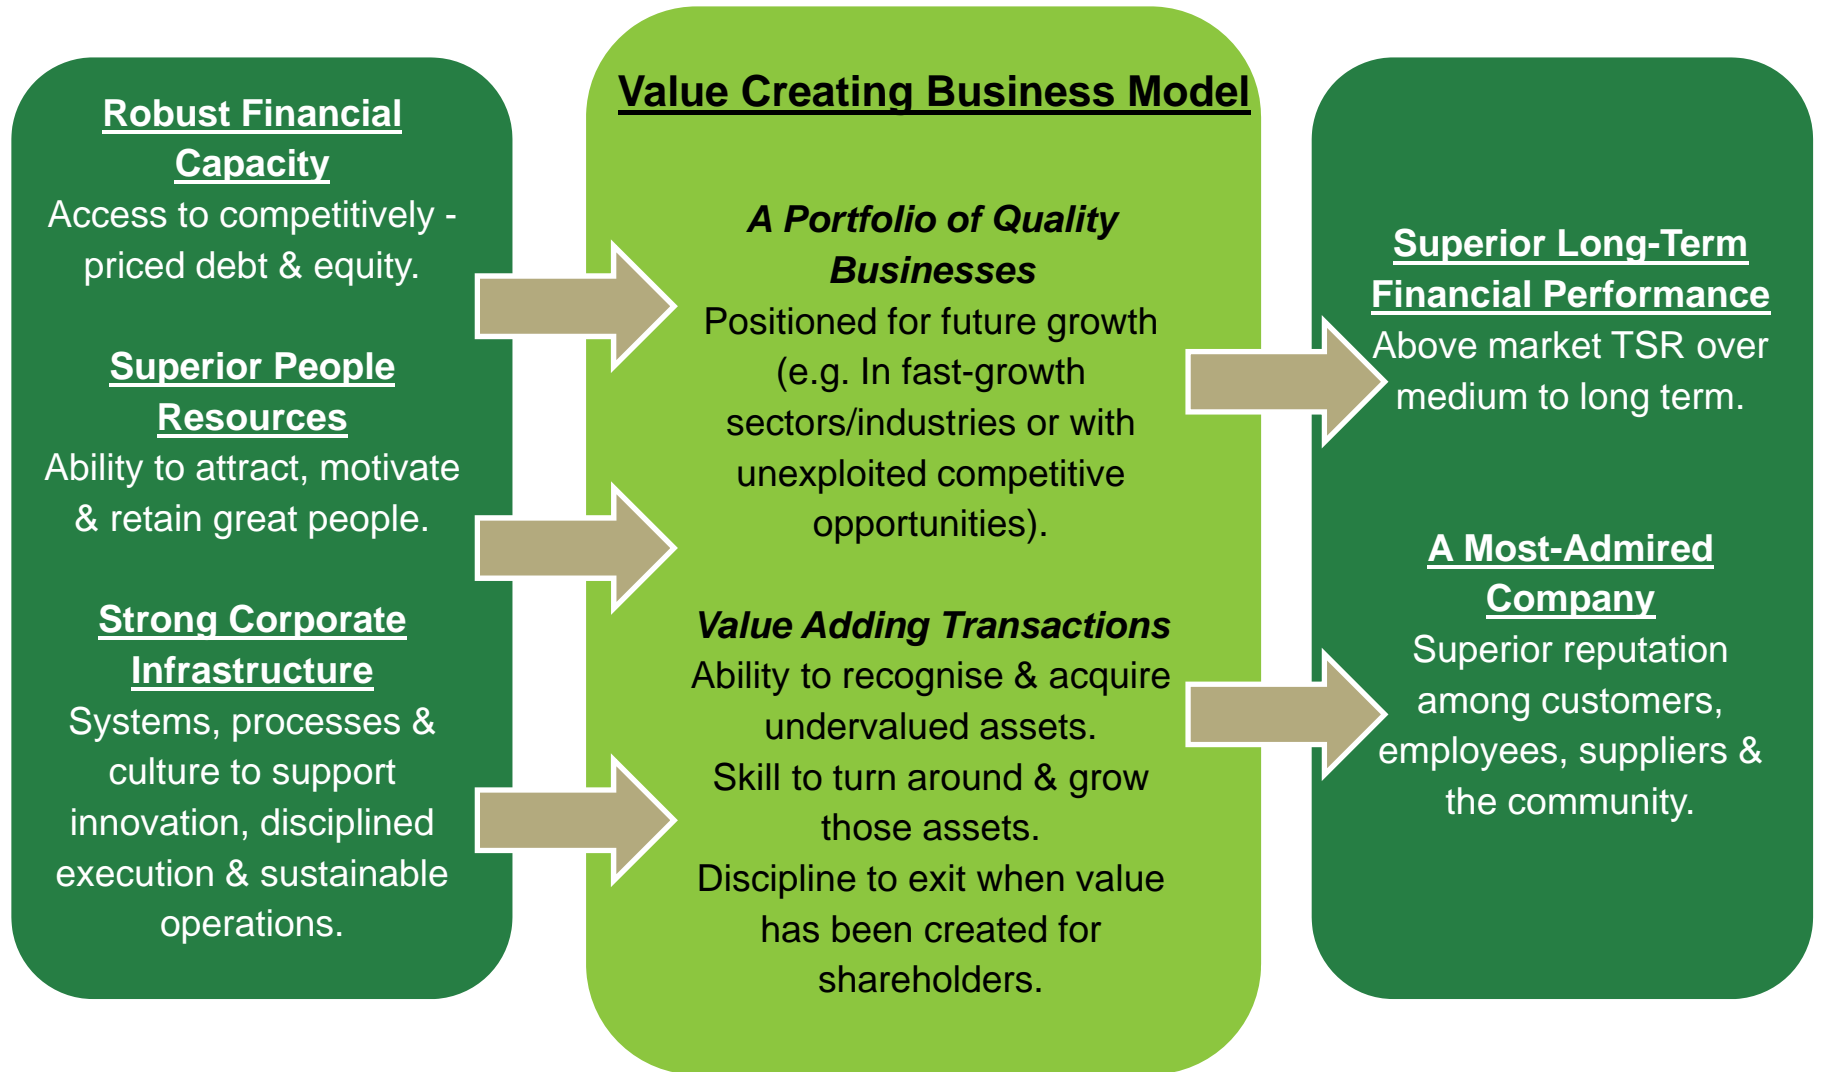 Robust Financial
Capacity
Access to competitively -
priced debt & equity.
Superior People
Resources
Ability to attract, motivate
& retain great people.
Strong Corporate
Infrastructure
Systems, processes &
culture to support
innovation, disciplined
execution & sustainable
operations.
Value Creating Business Model
A Portfolio of Quality
Businesses
Positioned for future growth
(e.g. In fast-growth
sectors/industries or with
unexploited competitive
opportunities).
Value Adding Transactions
Ability to recognise & acquire
undervalued assets.
Skill to turn around & grow
those assets.
Discipline to exit when value
has been created for
shareholders.
Superior Long-Term
Financial Performance
Above market TSR over
medium to long term.
A Most-Admired
Company
Superior reputation
among customers,
employees, suppliers &
the community.